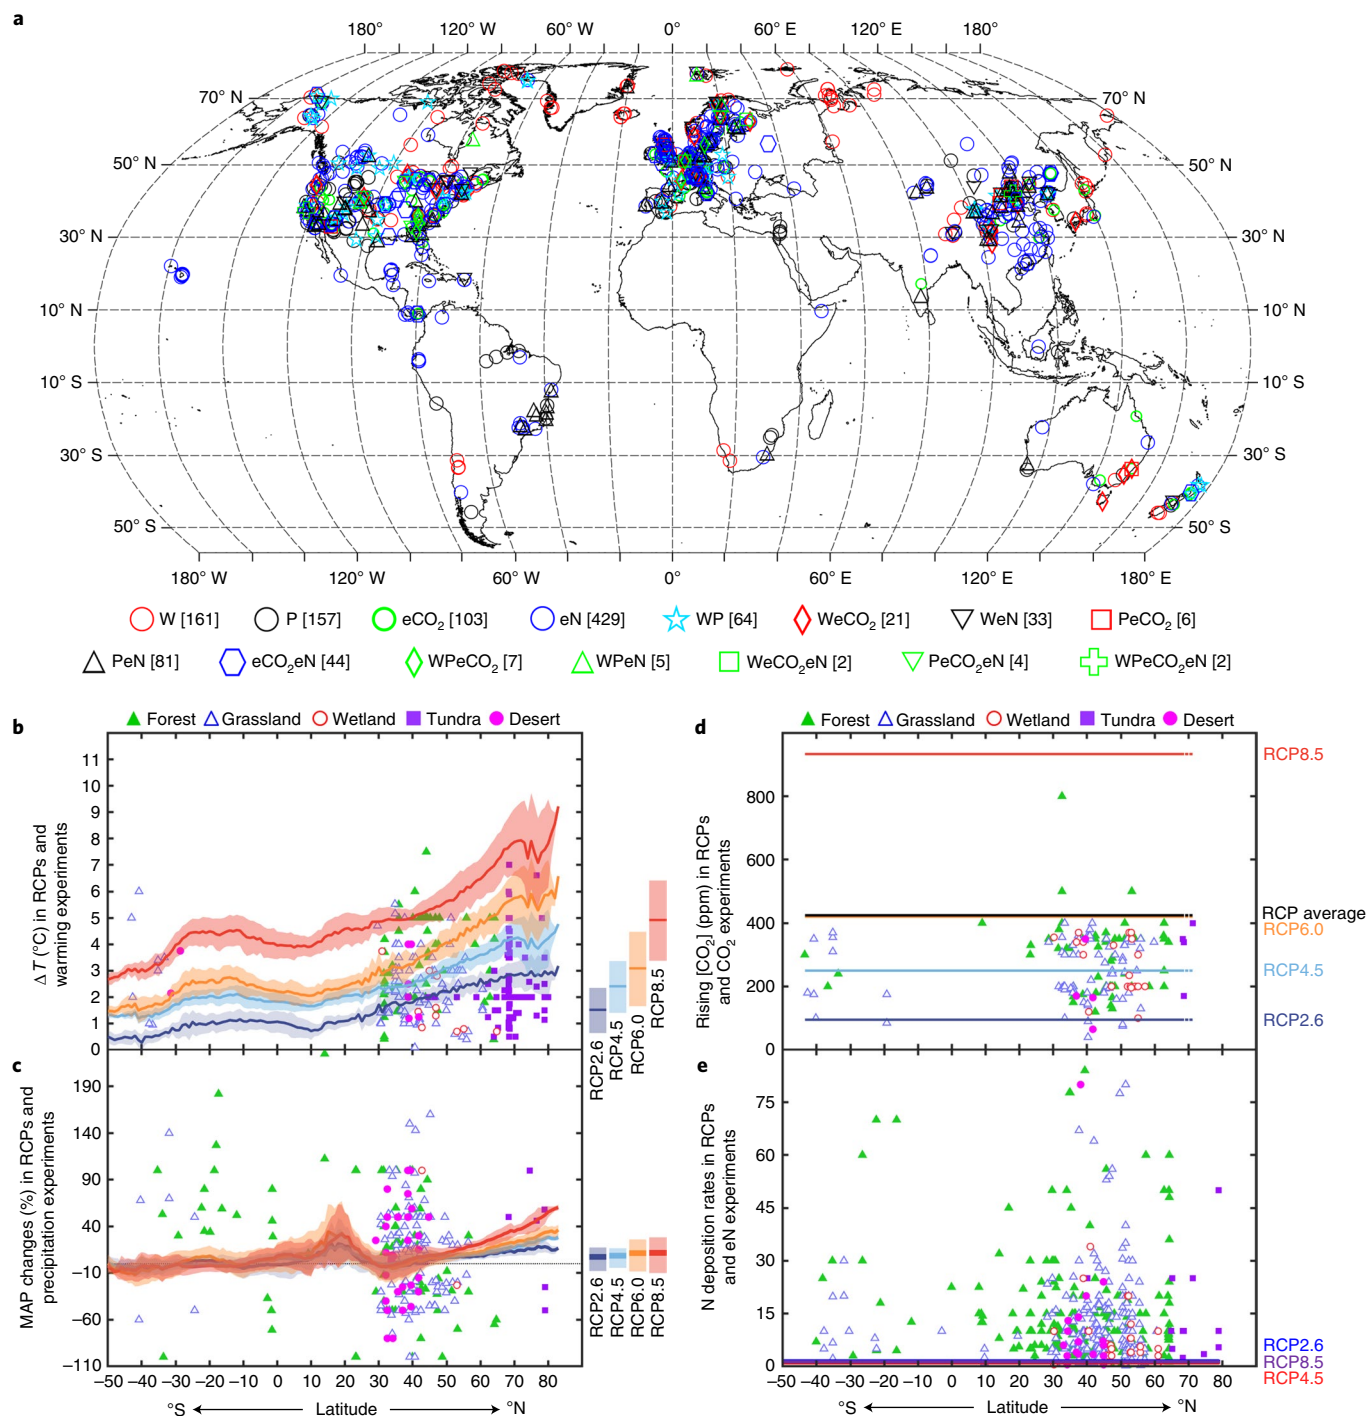 a
180° 120° W 60° W 0° 60° E 120° E 180°
70° N 70° N
50° N 50° N
30° N 30° N
10° N 10° N
10° S 10° S
30° S 30° S
50° S 50° S
180° W 120° W 60° W 0° 60° E 120° E 180° E
W [161] P [157] eCO₂ [103] eN [429] WP [64] WeCO₂ [21] WeN [33] PeCO₂ [6]
PeN [81] eCO₂eN [44] WPeCO₂ [7] WPeN [5] WeCO₂eN [2] PeCO₂eN [4] WPeCO₂eN [2]
b
Forest Grassland Wetland Tundra Desert
Δ T (°C) in RCPs and
warming experiments
11
10
9
8
7
6
5
4
3
2
1
0
RCP2.6
RCP4.5
RCP6.0
RCP8.5
c
MAP changes (%) in RCPs and
precipitation experiments
190
140
90
40
−10
−60
−110
RCP2.6
RCP4.5
RCP6.0
RCP8.5
−50 −40 −30 −20 −10 0 10 20 30 40 50 60 70 80
°S Latitude °N
d
Forest Grassland Wetland Tundra Desert
Rising [CO₂] (ppm) in RCPs
and CO₂ experiments
800
600
400
200
0
RCP8.5
RCP average
RCP6.0
RCP4.5
RCP2.6
e
N deposition rates in RCPs
and eN experiments
75
60
45
30
15
0
RCP2.6
RCP8.5
RCP4.5
−50 −40 −30 −20 −10 0 10 20 30 40 50 60 70 80 90
°S Latitude °N